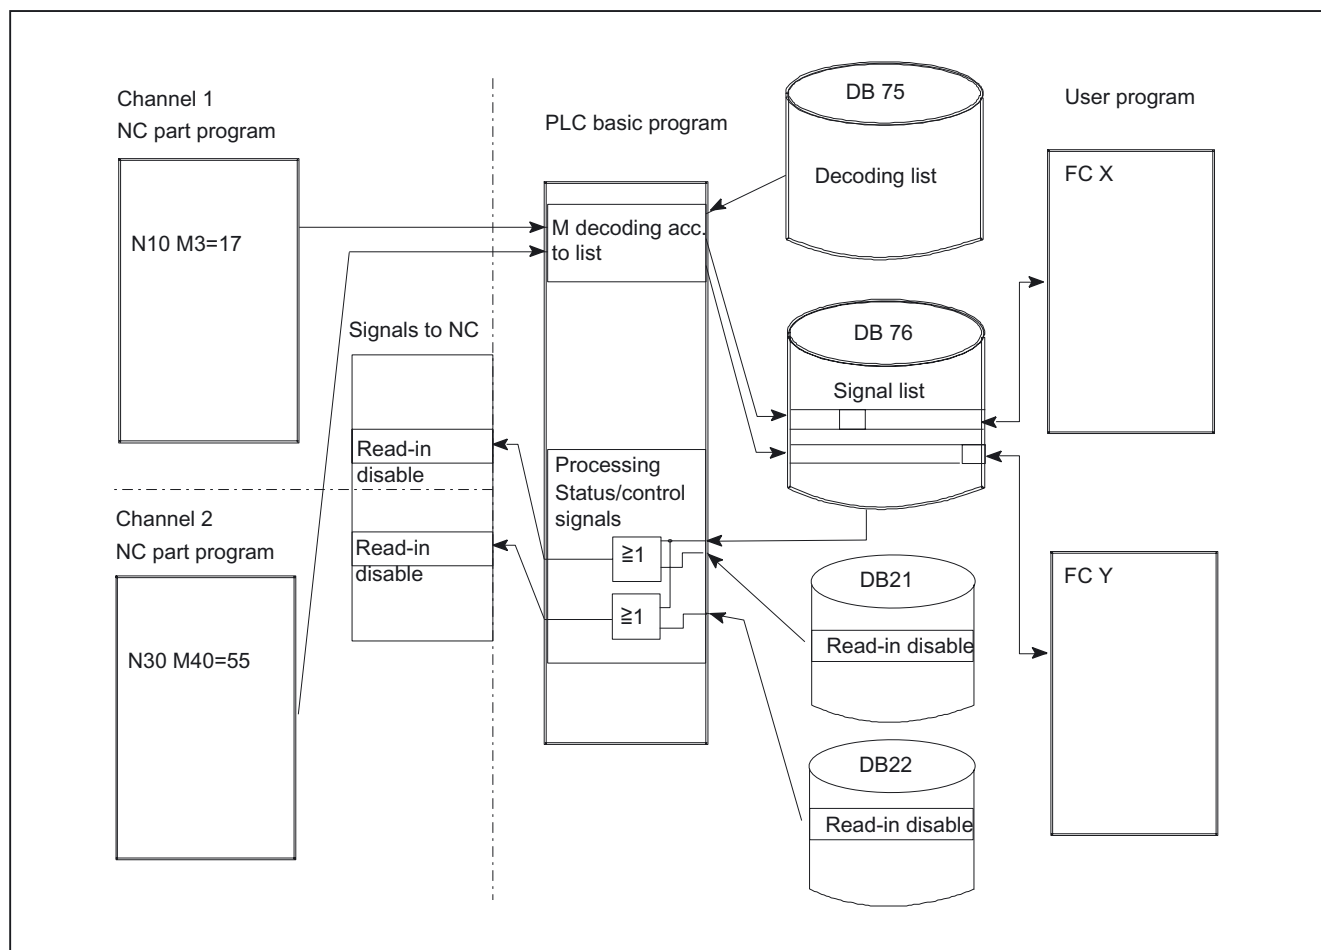 Channel 1
NC part program
N10 M3=17
Channel 2
NC part program
N30 M40=55
Signals to NC
Read-in
disable
Read-in
disable
PLC basic program
M decoding acc.
to list
Processing
Status/control
signals
≧1
≧1
DB 75
Decoding list
DB 76
Signal list
DB21
Read-in disable
DB22
Read-in disable
User program
FC X
FC Y